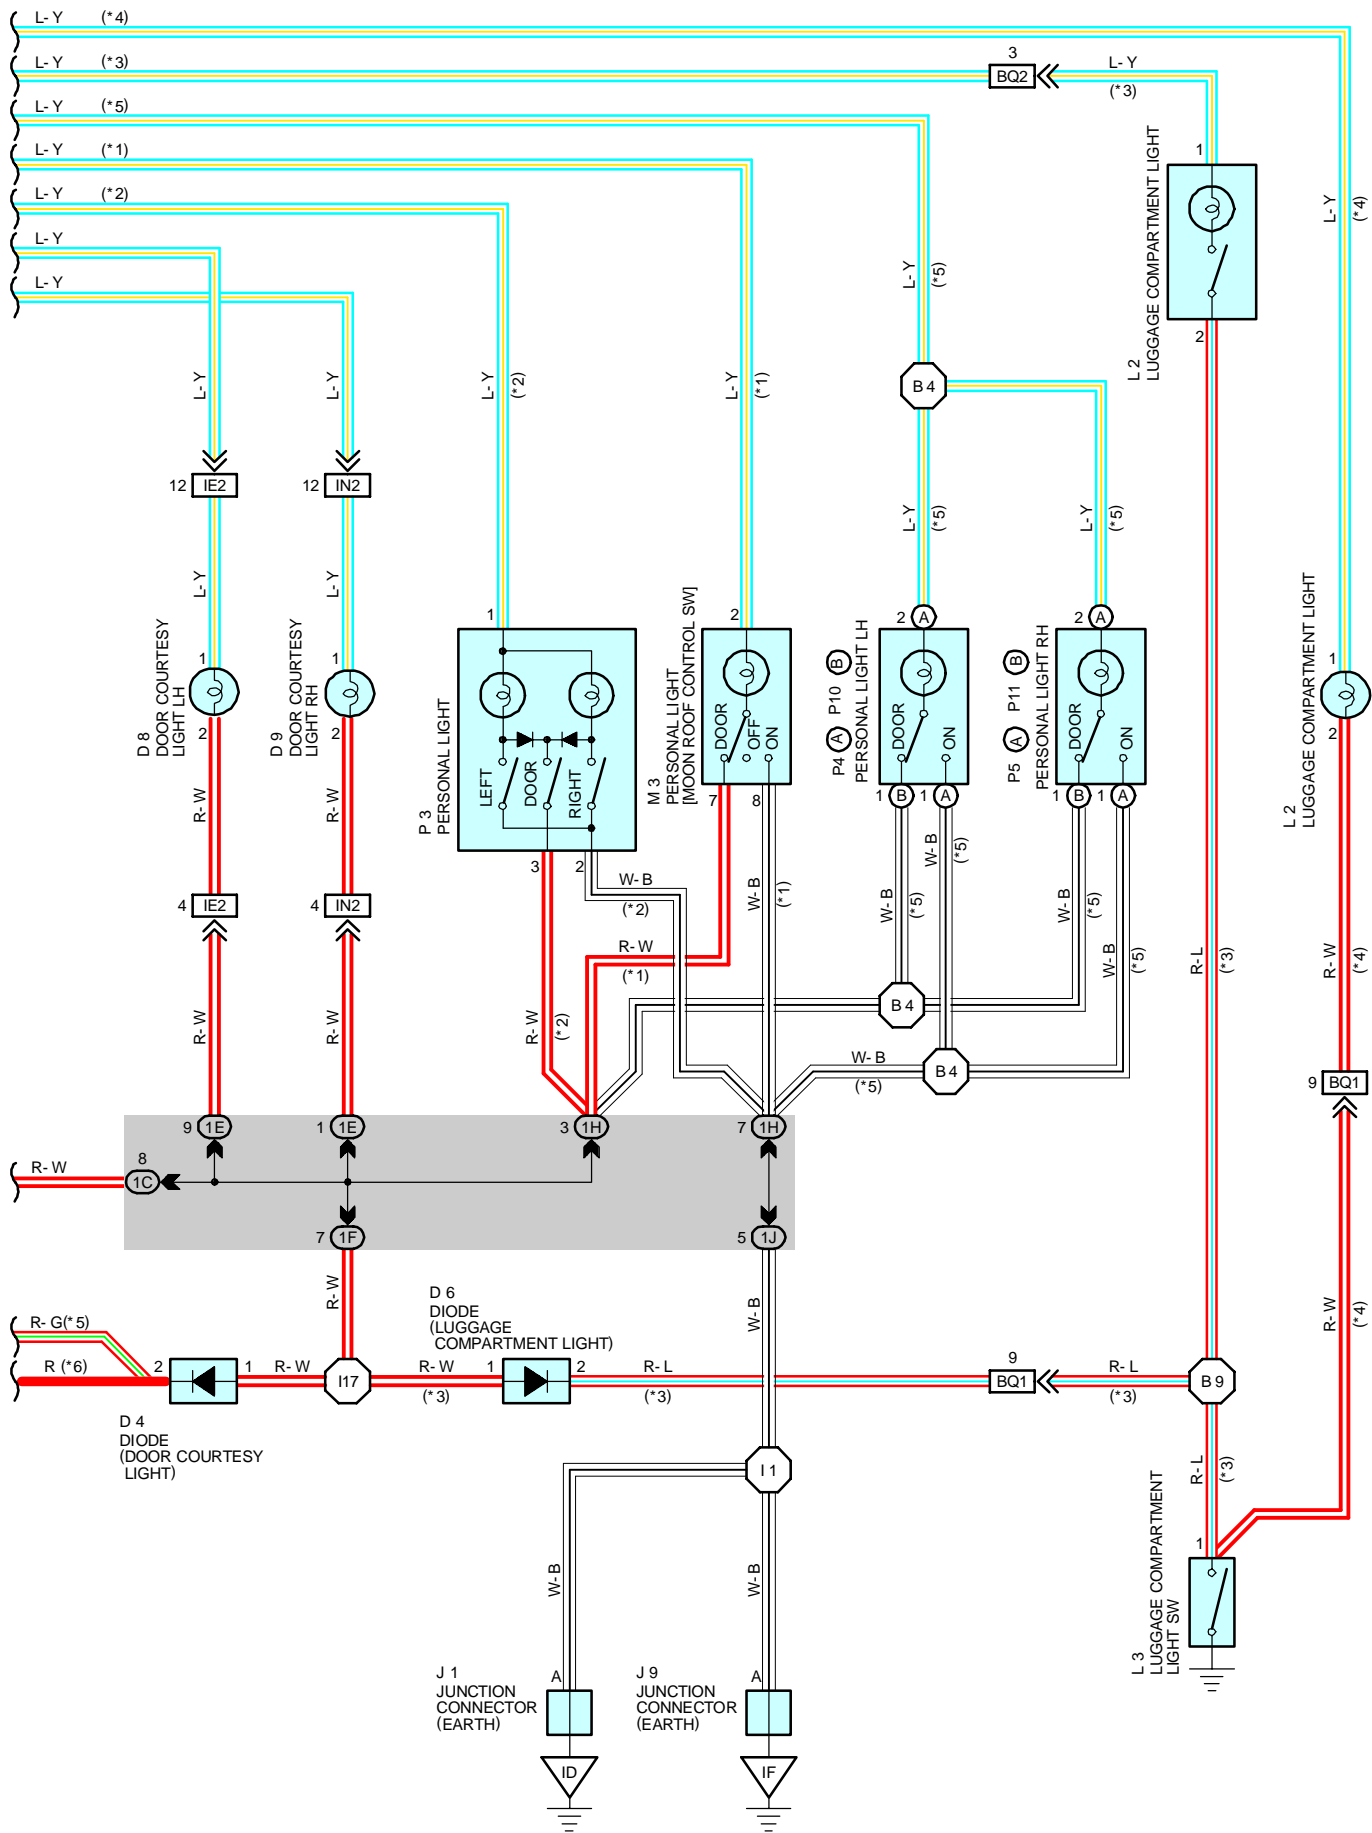 L-Y (*4)
L-Y (*3)
3
BQ2
L-Y
(*3)
L-Y (*5)
L-Y (*1)
L-Y (*2)
L-Y
L-Y
1
L 2
LUGGAGE COMPARTMENT LIGHT
2
L-Y
(*4)
L-Y
(*5)
L-Y
L-Y
L-Y
(*2)
L-Y
(*1)
B 4
12 IE2
12 IN2
L-Y
(*5)
L-Y
(*5)
L-Y
L-Y
1
D 8
DOOR COURTESY
LIGHT LH
2
1
D 9
DOOR COURTESY
LIGHT RH
2
1
P 3
PERSONAL LIGHT
LEFT
DOOR
RIGHT
3
2
2
M 3
PERSONAL LIGHT
[MOON ROOF CONTROL SW]
DOOR
OFF
ON
7
8
2 A
P4 A P10 B
PERSONAL LIGHT LH
DOOR
ON
1 B 1 A
2 A
P5 A P11 B
PERSONAL LIGHT RH
DOOR
ON
1 B 1 A
1
L 2
LUGGAGE COMPARTMENT LIGHT
2
R-W
R-W
4 IE2
4 IN2
W-B
(*2)
W-B
(*1)
W-B
(*5)
W-B
(*5)
W-B
(*5)
W-B
(*5)
R-W
(*1)
R-L
(*3)
R-W
(*4)
R-W
R-W
R-W
(*2)
B 4
W-B
(*5)
B 4
9 BQ1
9 1E
1 1E
3 1H
7 1H
R-W
8
1C
7 1F
5 1J
R-W
W-B
R-W
(*4)
R-G(*5)
R (*6)
2
1
D 4
DIODE
(DOOR COURTESY
LIGHT)
R-W
I17
R-W
(*3)
D 6
DIODE
(LUGGAGE
COMPARTMENT LIGHT)
1
2
R-L
(*3)
9
BQ1
R-L
(*3)
B 9
I 1
R-L
(*3)
1
L 3
LUGGAGE COMPARTMENT
LIGHT SW
W-B
W-B
J 1
JUNCTION
CONNECTOR
(EARTH)
A
ID
J 9
JUNCTION
CONNECTOR
(EARTH)
A
IF